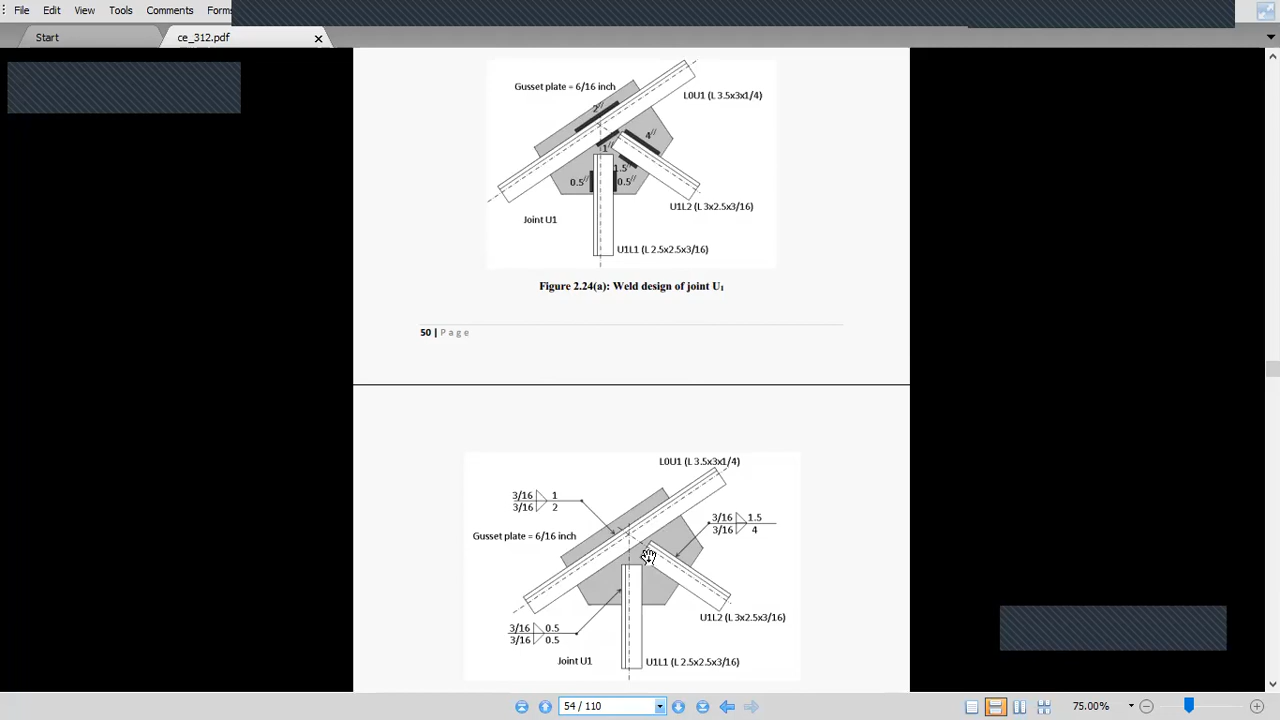 File Edit View Tools Comments Forms
Start ce_312.pdf
Gusset plate = 6/16 inch
L0U1 (L 3.5x3x1/4)
2//
4//
1//
1.5//
0.5// 0.5//
U1L2 (L 3x2.5x3/16)
Joint U1
U1L1 (L 2.5x2.5x3/16)
Figure 2.24(a): Weld design of joint U1
50 | Page
L0U1 (L 3.5x3x1/4)
3/16 1
3/16 2
3/16 1.5
3/16 4
Gusset plate = 6/16 inch
U1L2 (L 3x2.5x3/16)
3/16 0.5
3/16 0.5
Joint U1
U1L1 (L 2.5x2.5x3/16)
54 / 110
75.00%